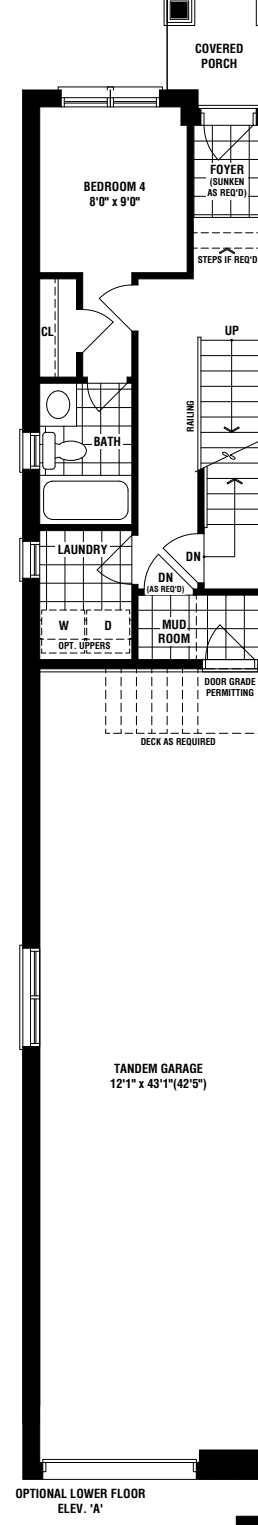 COVERED
PORCH
FOYER
(SUNKEN
AS REQ'D)
BEDROOM 4
8'0" x 9'0"
STEPS IF REQ'D
CL
UP
RAILING
BATH
LAUNDRY
DN
DN
(AS REQ'D)
W
D
OPT. UPPERS
MUD
ROOM
DOOR GRADE
PERMITTING
DECK AS REQUIRED
TANDEM GARAGE
12'1" x 43'1"(42'5")
OPTIONAL LOWER FLOOR
ELEV. 'A'